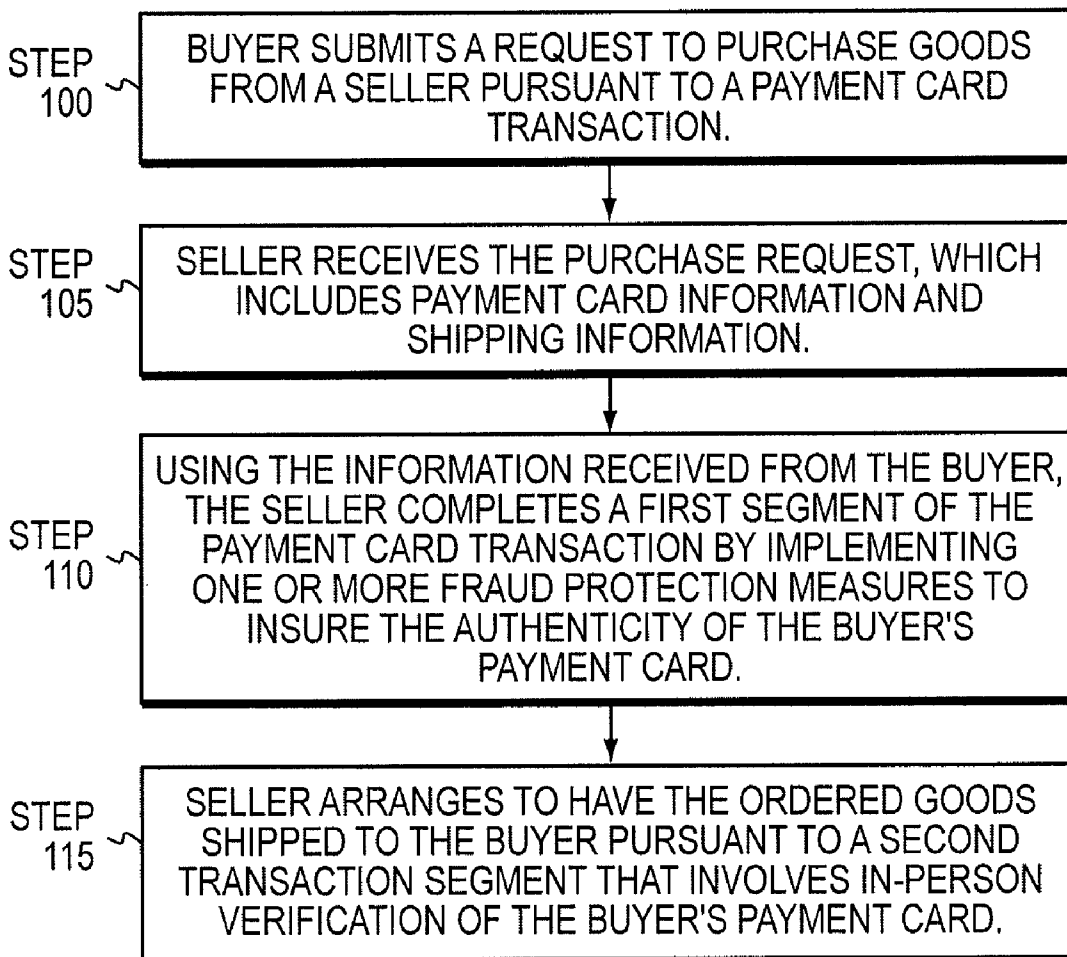 STEP 100
BUYER SUBMITS A REQUEST TO PURCHASE GOODS
FROM A SELLER PURSUANT TO A PAYMENT CARD
TRANSACTION.
STEP 105
SELLER RECEIVES THE PURCHASE REQUEST, WHICH
INCLUDES PAYMENT CARD INFORMATION AND
SHIPPING INFORMATION.
STEP 110
USING THE INFORMATION RECEIVED FROM THE BUYER,
THE SELLER COMPLETES A FIRST SEGMENT OF THE
PAYMENT CARD TRANSACTION BY IMPLEMENTING
ONE OR MORE FRAUD PROTECTION MEASURES TO
INSURE THE AUTHENTICITY OF THE BUYER'S
PAYMENT CARD.
STEP 115
SELLER ARRANGES TO HAVE THE ORDERED GOODS
SHIPPED TO THE BUYER PURSUANT TO A SECOND
TRANSACTION SEGMENT THAT INVOLVES IN-PERSON
VERIFICATION OF THE BUYER'S PAYMENT CARD.